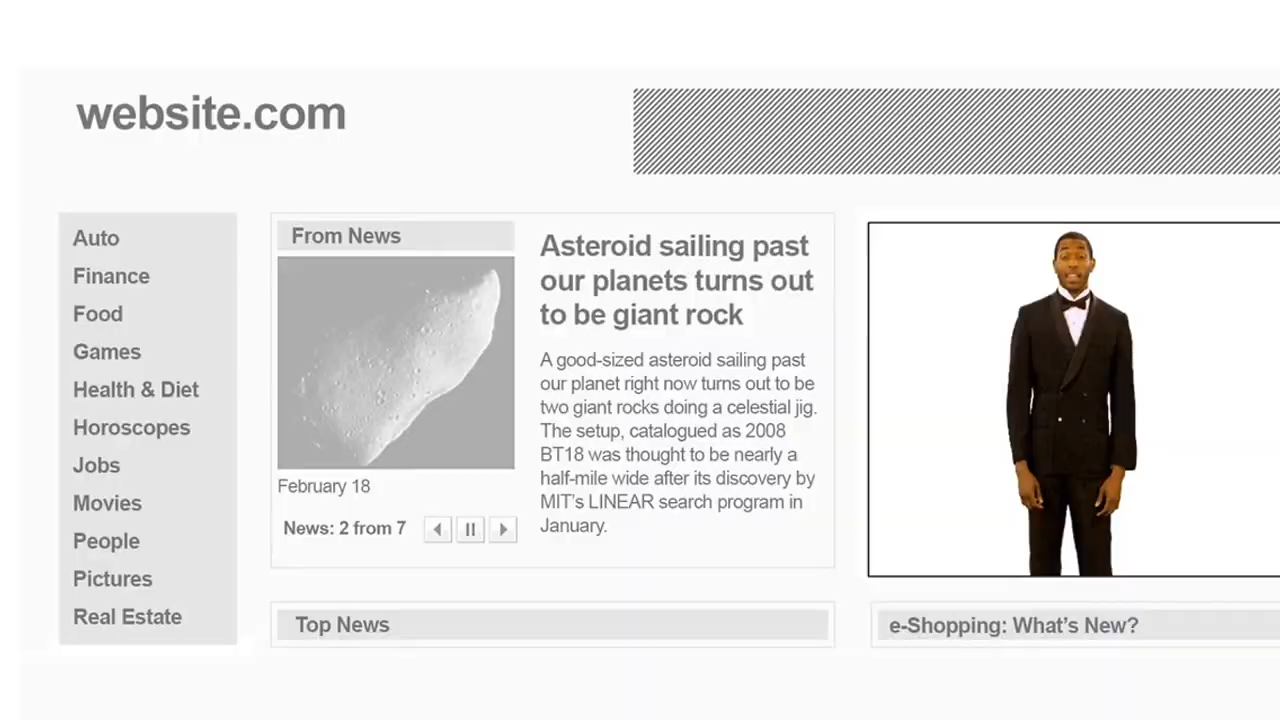 website.com
Auto
Finance
Food
Games
Health & Diet
Horoscopes
Jobs
Movies
People
Pictures
Real Estate
From News
February 18
News: 2 from 7
Asteroid sailing past
our planets turns out
to be giant rock
A good-sized asteroid sailing past
our planet right now turns out to be
two giant rocks doing a celestial jig.
The setup, catalogued as 2008
BT18 was thought to be nearly a
half-mile wide after its discovery by
MIT's LINEAR search program in
January.
Top News
e-Shopping: What's New?